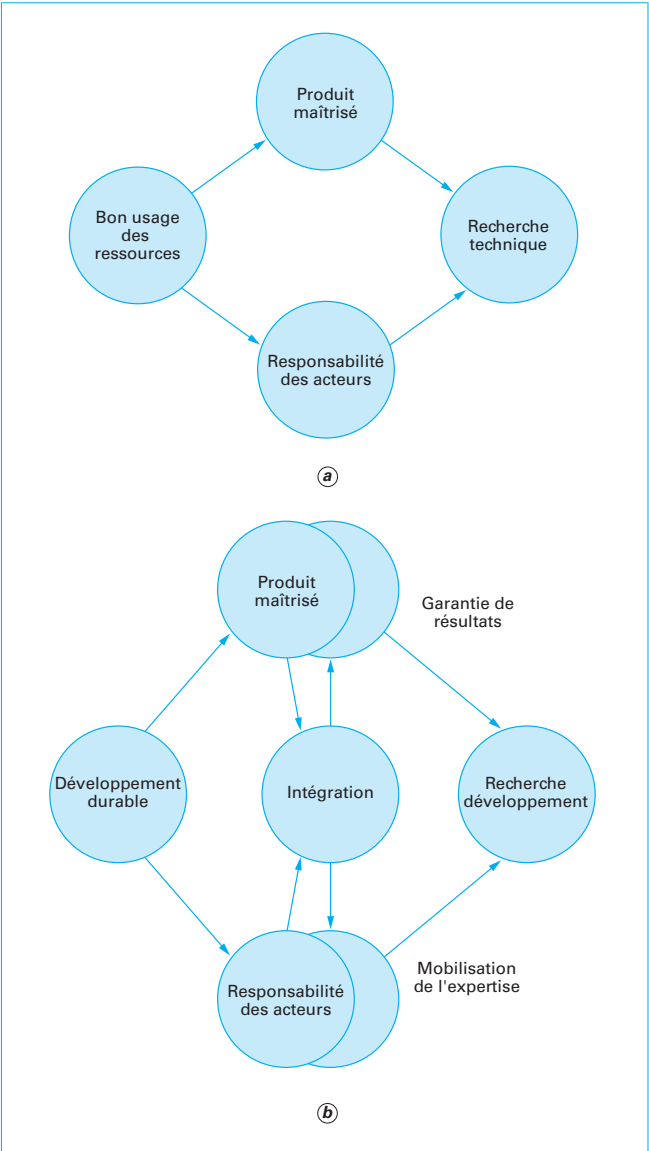 Produit
maîtrisé
Bon usage
des
ressources
Recherche
technique
Responsabilité
des acteurs
a
Produit
maîtrisé
Garantie de
résultats
Développement
durable
Intégration
Recherche
développement
Responsabilité
des acteurs
Mobilisation
de l'expertise
b